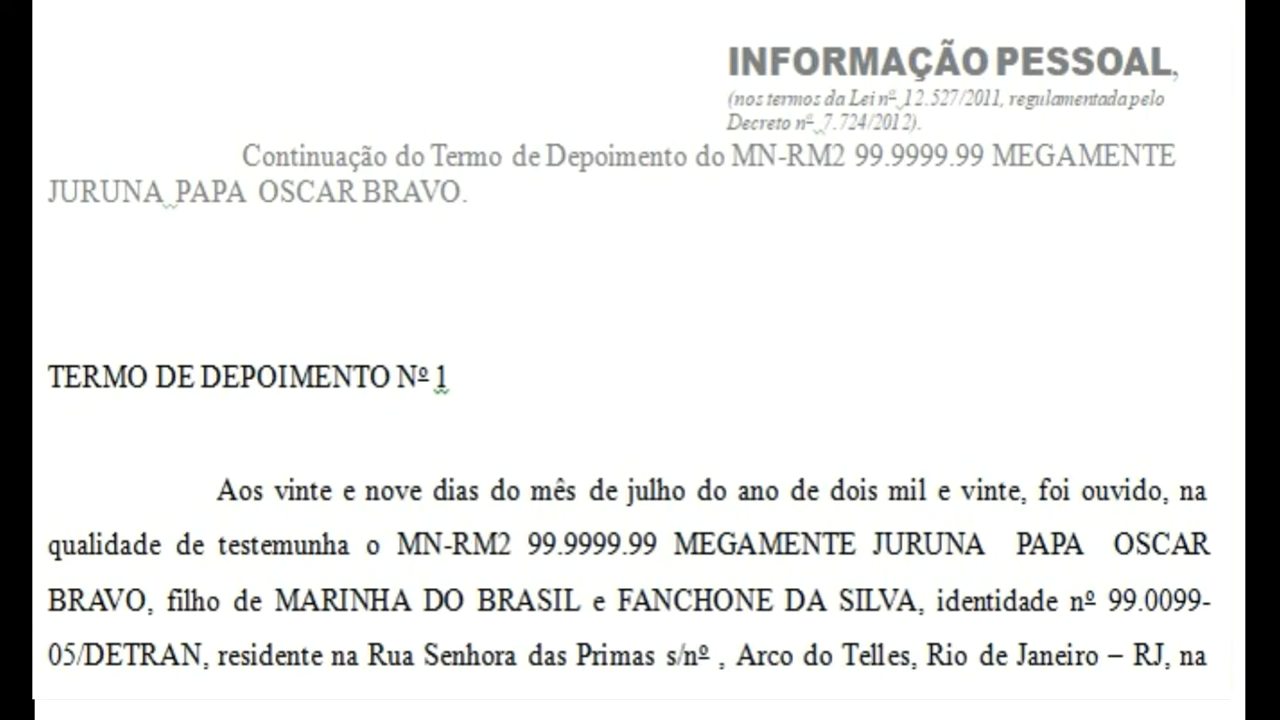 INFORMAÇÃO PESSOAL,
(nos termos da Lei nº 12.527/2011, regulamentada pelo
Decreto nº 7.724/2012).
Continuação do Termo de Depoimento do MN-RM2 99.9999.99 MEGAMENTE
JURUNA PAPA OSCAR BRAVO.
TERMO DE DEPOIMENTO Nº 1
Aos vinte e nove dias do mês de julho do ano de dois mil e vinte, foi ouvido, na
qualidade de testemunha o MN-RM2 99.9999.99 MEGAMENTE JURUNA PAPA OSCAR
BRAVO, filho de MARINHA DO BRASIL e FANCHONE DA SILVA, identidade nº 99.0099-
05/DETRAN, residente na Rua Senhora das Primas s/nº , Arco do Telles, Rio de Janeiro – RJ, na